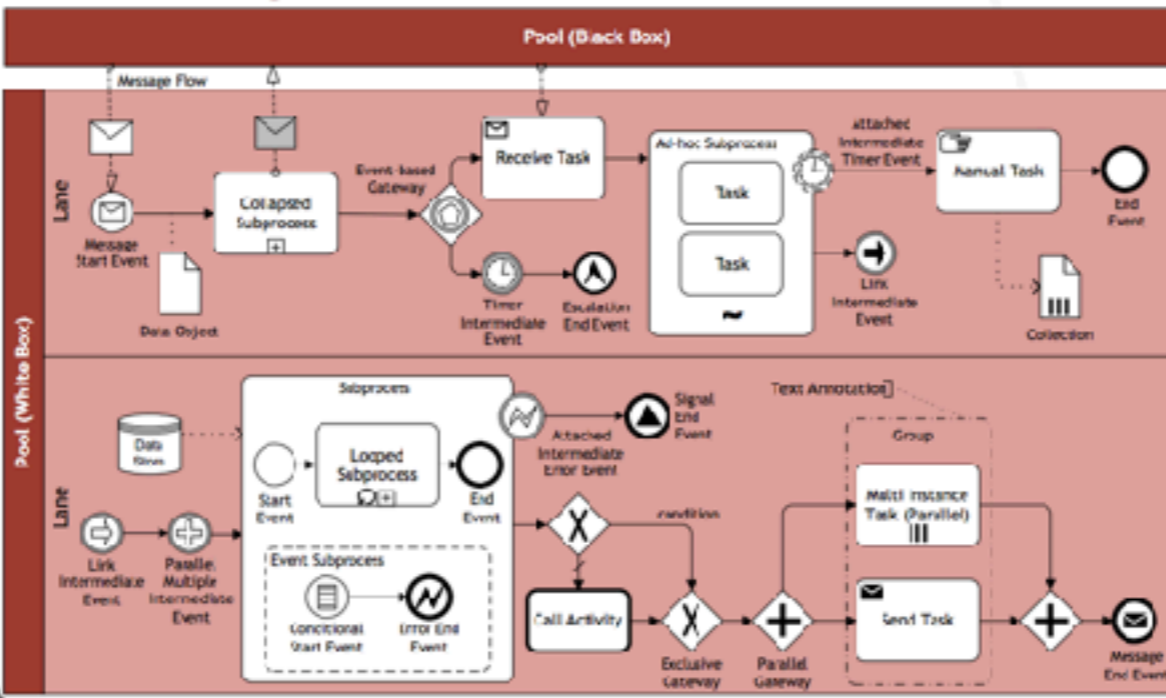 Pool (Black Box)
Message Flow
Pool (White Box)
Lane
Message
Start Event
Data Object
Collapsed
Subprocess
Event-based
Gateway
Receive Task
Timer
Intermediate
Event
Escalation
End Event
Ad-hoc Subprocess
Task
Task
Attached
Intermediate
Timer Event
Link
Intermediate
Event
Manual Task
Collection
End
Event
Lane
Data
Store
Link
Intermediate
Event
Parallel
Multiple
Intermediate
Event
Subprocess
Start
Event
Looped
Subprocess
End
Event
Event Subprocess
Conditional
Start Event
Error End
Event
Attached
Intermediate
Error Event
Signal
End
Event
condition
Call Activity
Exclusive
Gateway
Parallel
Gateway
Text Annotation
Group
Multi Instance
Task (Parallel)
Send Task
Message
End Event